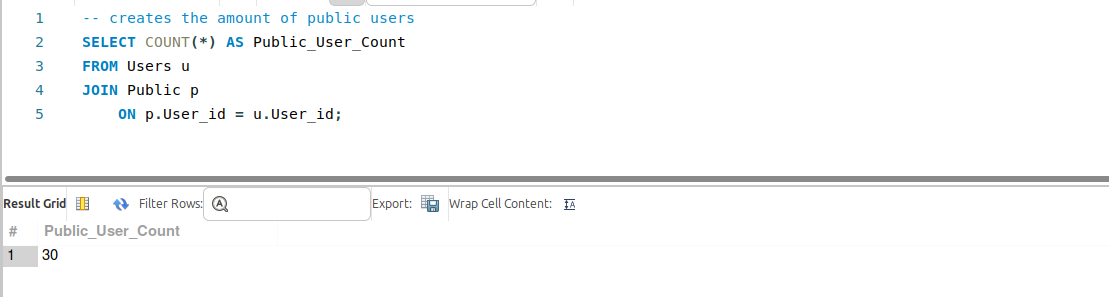 1 -- creates the amount of public users
2 SELECT COUNT(*) AS Public_User_Count
3 FROM Users u
4 JOIN Public p
5 ON p.User_id = u.User_id;
Result Grid Filter Rows: Export: Wrap Cell Content:
# Public_User_Count
1 30